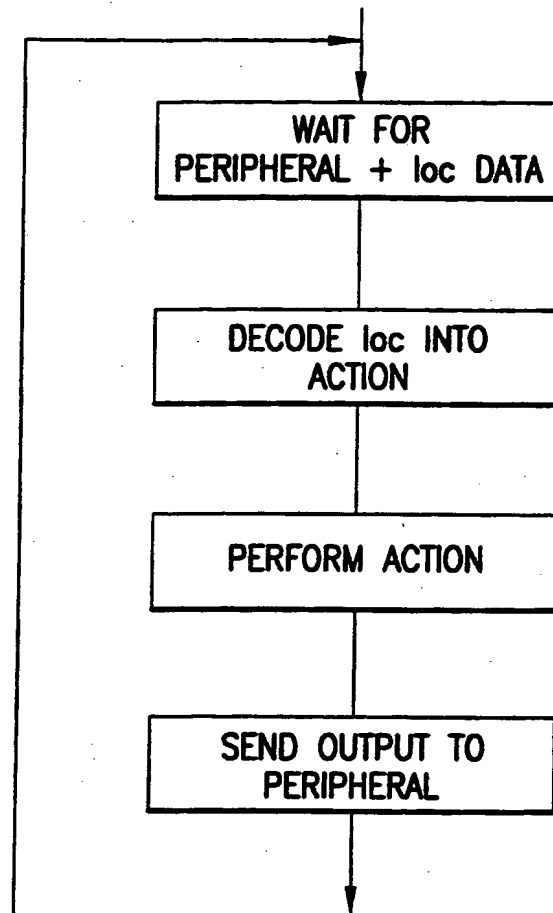 WAIT FOR
PERIPHERAL + loc DATA
DECODE loc INTO
ACTION
PERFORM ACTION
SEND OUTPUT TO
PERIPHERAL